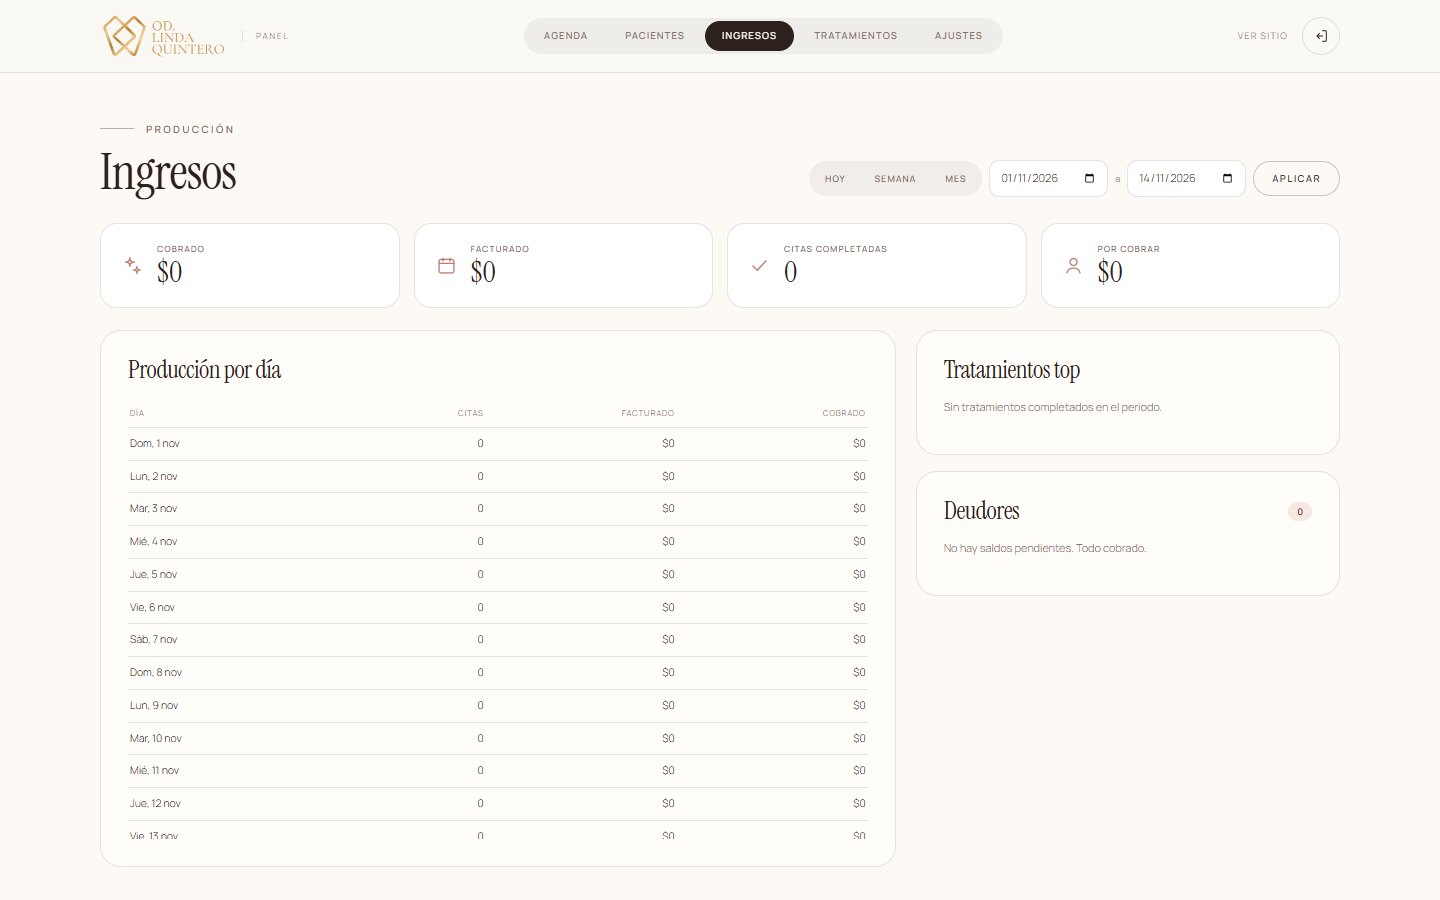 OD.
LINDA
QUINTERO
PANEL
AGENDA
PACIENTES
INGRESOS
TRATAMIENTOS
AJUSTES
VER SITIO
PRODUCCIÓN
Ingresos
HOY
SEMANA
MES
01/11/2026
a
14/11/2026
APLICAR
COBRADO
$0
FACTURADO
$0
CITAS COMPLETADAS
0
POR COBRAR
$0
Producción por día
DÍA CITAS FACTURADO COBRADO
Dom, 1 nov 0 $0 $0
Lun, 2 nov 0 $0 $0
Mar, 3 nov 0 $0 $0
Mié, 4 nov 0 $0 $0
Jue, 5 nov 0 $0 $0
Vie, 6 nov 0 $0 $0
Sáb, 7 nov 0 $0 $0
Dom, 8 nov 0 $0 $0
Lun, 9 nov 0 $0 $0
Mar, 10 nov 0 $0 $0
Mié, 11 nov 0 $0 $0
Jue, 12 nov 0 $0 $0
Vie, 13 nov 0 $0 $0
Tratamientos top
Sin tratamientos completados en el periodo.
Deudores
0
No hay saldos pendientes. Todo cobrado.